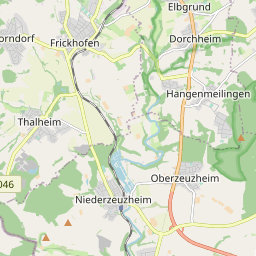 Elbgrund
orndorf
Frickhofen
Dorchheim
Hangenmeilingen
Thalheim
046
Oberzeuzheim
Niederzeuzheim